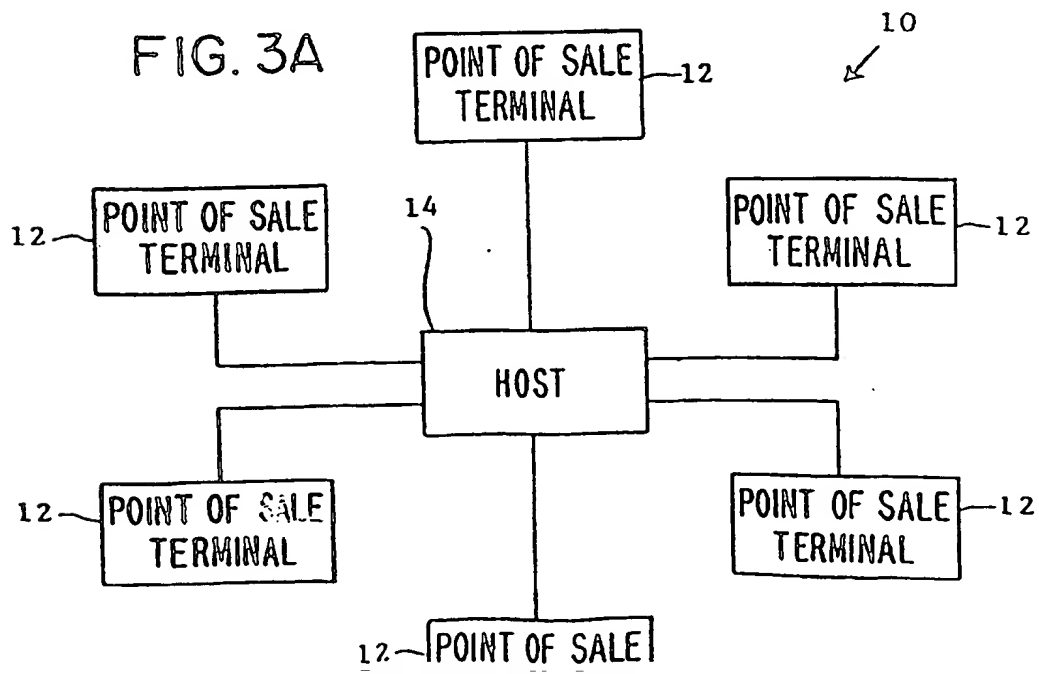 FIG. 3A
10
POINT OF SALE
TERMINAL
12
12
POINT OF SALE
TERMINAL
14
POINT OF SALE
TERMINAL
12
HOST
12
POINT OF SALE
TERMINAL
POINT OF SALE
TERMINAL
12
12
POINT OF SALE